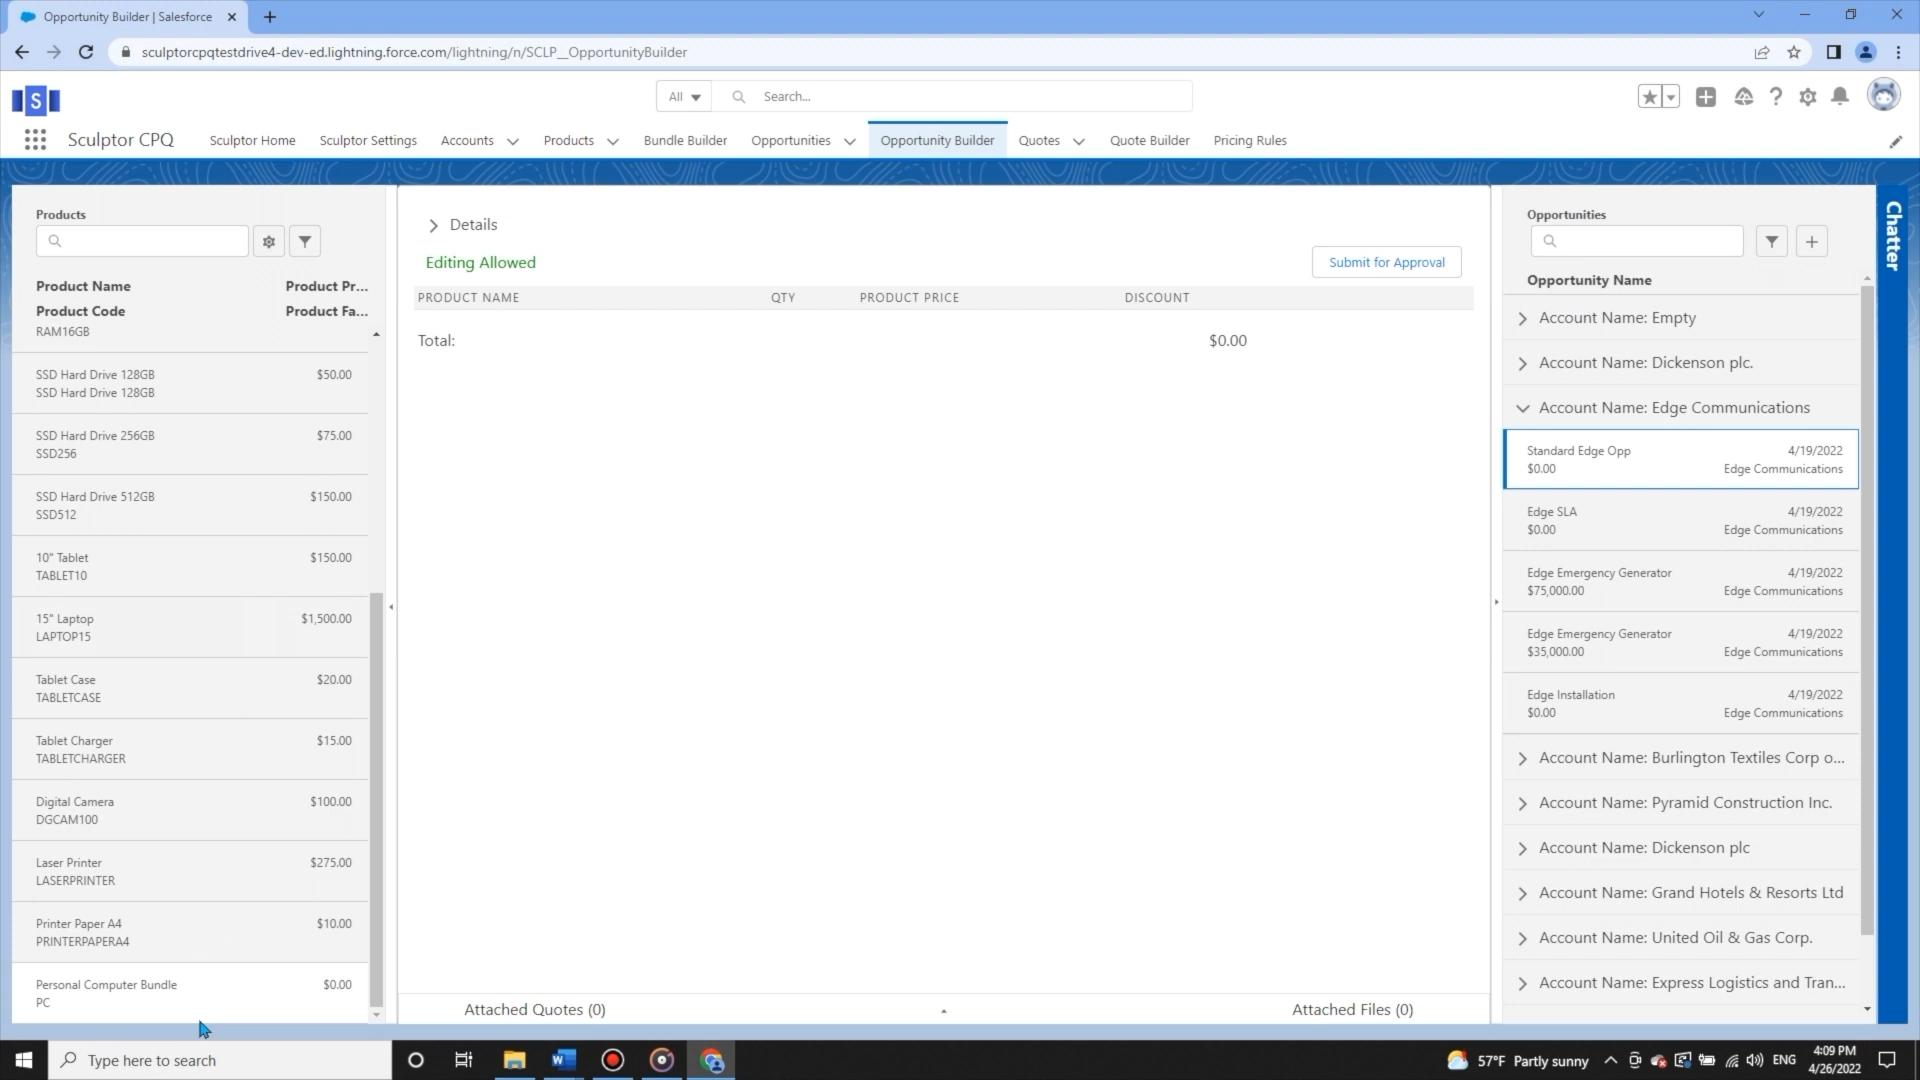 Opportunity Builder | Salesforce
sculptorcpqtestdrive4-dev-ed.lightning.force.com/lightning/n/SCLP__OpportunityBuilder
S
All
Search...
Sculptor CPQ
Sculptor Home
Sculptor Settings
Accounts
Products
Bundle Builder
Opportunities
Opportunity Builder
Quotes
Quote Builder
Pricing Rules
Products
Product Name Product Pr...
Product Code Product Fa...
RAM16GB
SSD Hard Drive 128GB $50.00
SSD Hard Drive 128GB
SSD Hard Drive 256GB $75.00
SSD256
SSD Hard Drive 512GB $150.00
SSD512
10" Tablet $150.00
TABLET10
15" Laptop $1,500.00
LAPTOP15
Tablet Case $20.00
TABLETCASE
Tablet Charger $15.00
TABLETCHARGER
Digital Camera $100.00
DGCAM100
Laser Printer $275.00
LASERPRINTER
Printer Paper A4 $10.00
PRINTERPAPERA4
Personal Computer Bundle $0.00
PC
Details
Editing Allowed
Submit for Approval
PRODUCT NAME QTY PRODUCT PRICE DISCOUNT
Total: $0.00
Attached Quotes (0)
Attached Files (0)
Opportunities
Opportunity Name
Account Name: Empty
Account Name: Dickenson plc.
Account Name: Edge Communications
Standard Edge Opp 4/19/2022
$0.00 Edge Communications
Edge SLA 4/19/2022
$0.00 Edge Communications
Edge Emergency Generator 4/19/2022
$75,000.00 Edge Communications
Edge Emergency Generator 4/19/2022
$35,000.00 Edge Communications
Edge Installation 4/19/2022
$0.00 Edge Communications
Account Name: Burlington Textiles Corp o...
Account Name: Pyramid Construction Inc.
Account Name: Dickenson plc
Account Name: Grand Hotels & Resorts Ltd
Account Name: United Oil & Gas Corp.
Account Name: Express Logistics and Tran...
Chatter
Type here to search
57°F Partly sunny
ENG
4:09 PM
4/26/2022